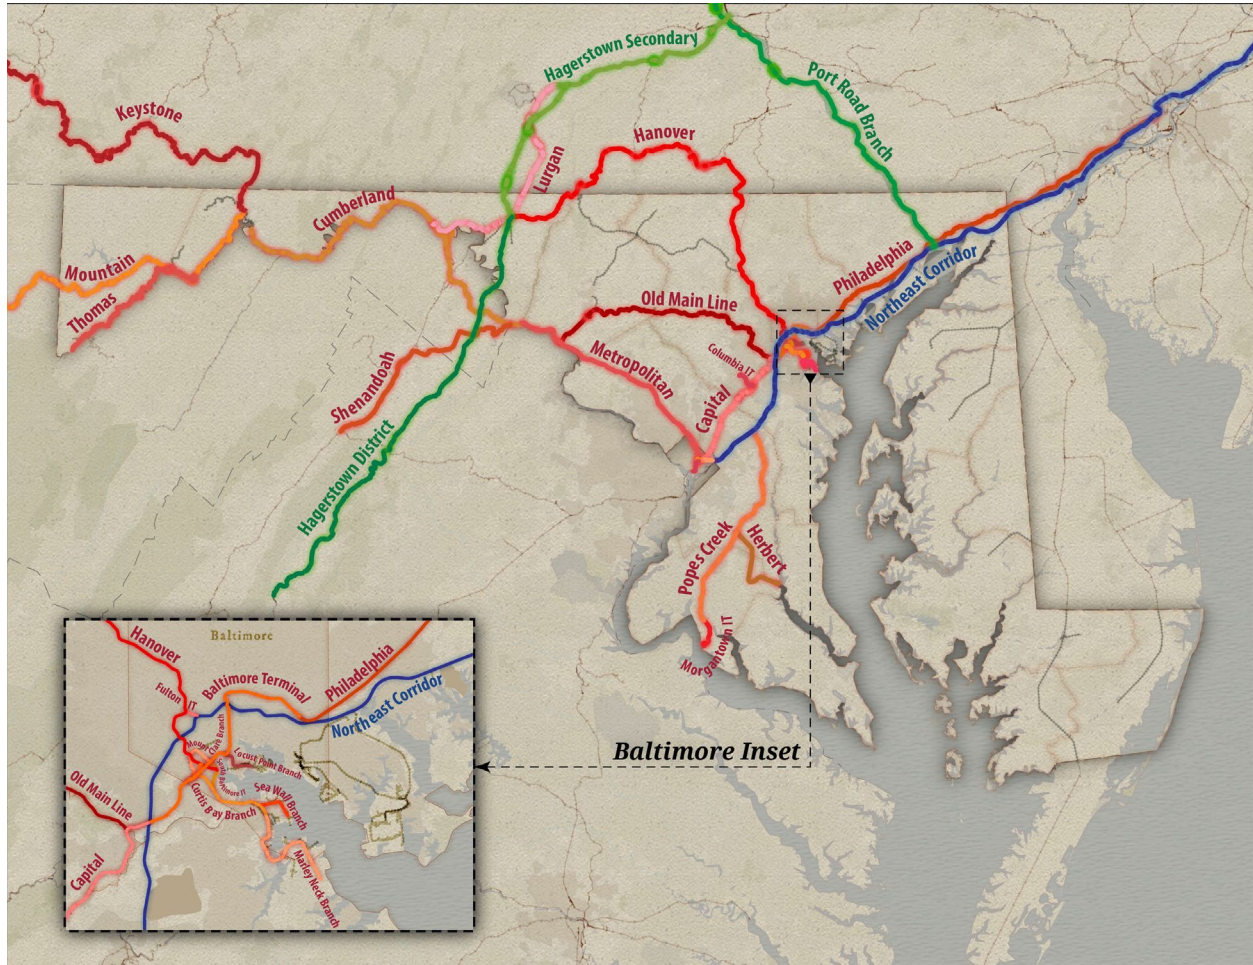 Hagerstown Secondary
Port Road Branch
Keystone
Hanover
Lurgan
Cumberland
Mountain
Thomas
Philadelphia
Northeast Corridor
Old Main Line
Columbia IT
Metropolitan
Capital
Shenandoah
Hagerstown District
Popes Creek
Herbert
Morgantown IT
Baltimore Inset
Baltimore
Hanover
Fulton IT
Baltimore Terminal
Philadelphia
Northeast Corridor
Mount Clare Branch
Locust Point Branch
South Baltimore IT
Sea Wall Branch
Curtis Bay Branch
Old Main Line
Capital
Marley Neck Branch